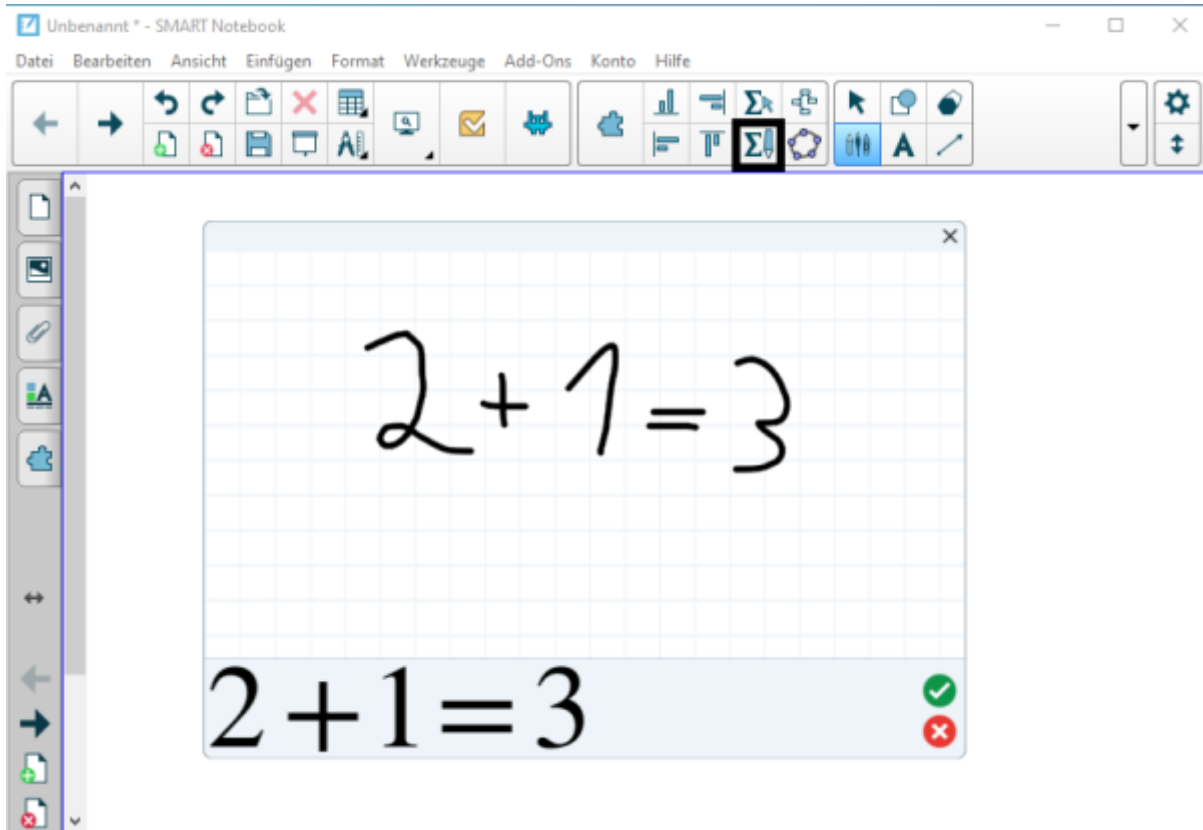 Unbenannt * - SMART Notebook
Datei Bearbeiten Ansicht Einfügen Format Werkzeuge Add-Ons Konto Hilfe
2+1=3
2+1=3